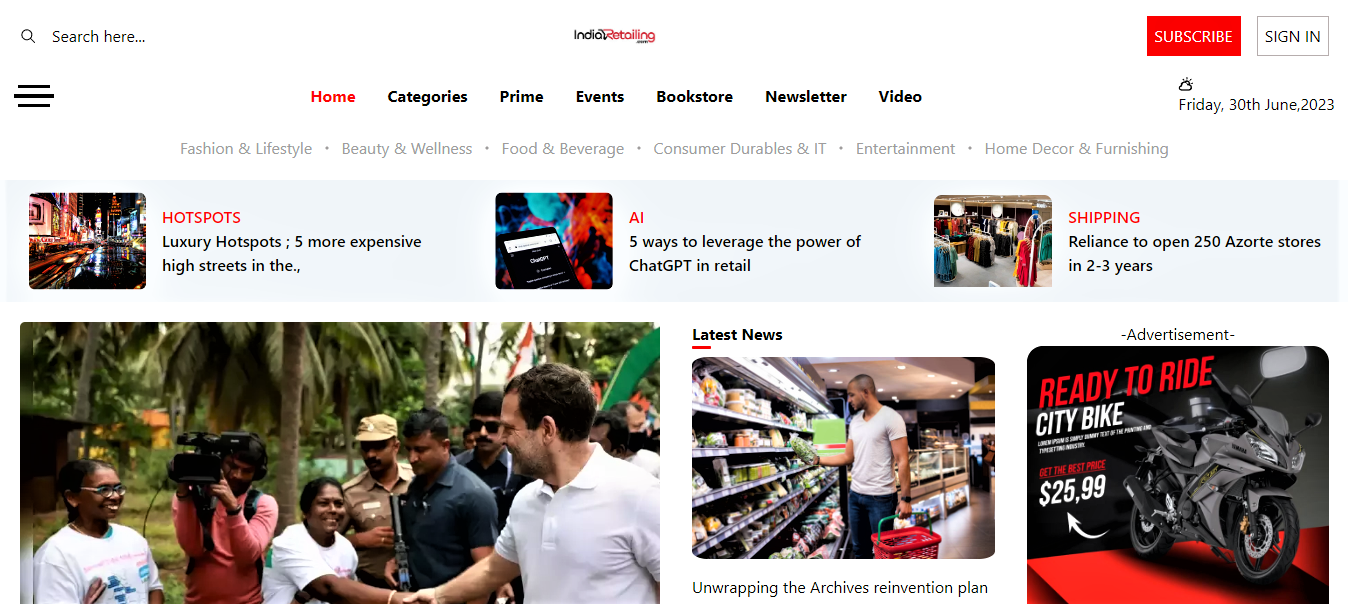 Search here...
IndiaRetailing
SUBSCRIBE
SIGN IN
Home
Categories
Prime
Events
Bookstore
Newsletter
Video
Friday, 30th June,2023
Fashion & Lifestyle • Beauty & Wellness • Food & Beverage • Consumer Durables & IT • Entertainment • Home Decor & Furnishing
HOTSPOTS
Luxury Hotspots ; 5 more expensive
high streets in the.,
AI
5 ways to leverage the power of
ChatGPT in retail
SHIPPING
Reliance to open 250 Azorte stores
in 2-3 years
ChatGPT
Latest News
Unwrapping the Archives reinvention plan
-Advertisement-
READY TO RIDE
CITY BIKE
LOREM IPSUM IS SIMPLY DUMMY TEXT OF THE PRINTING AND
TYPESETTING INDUSTRY.
GET THE BEST PRICE
$25,99
YAMAHA